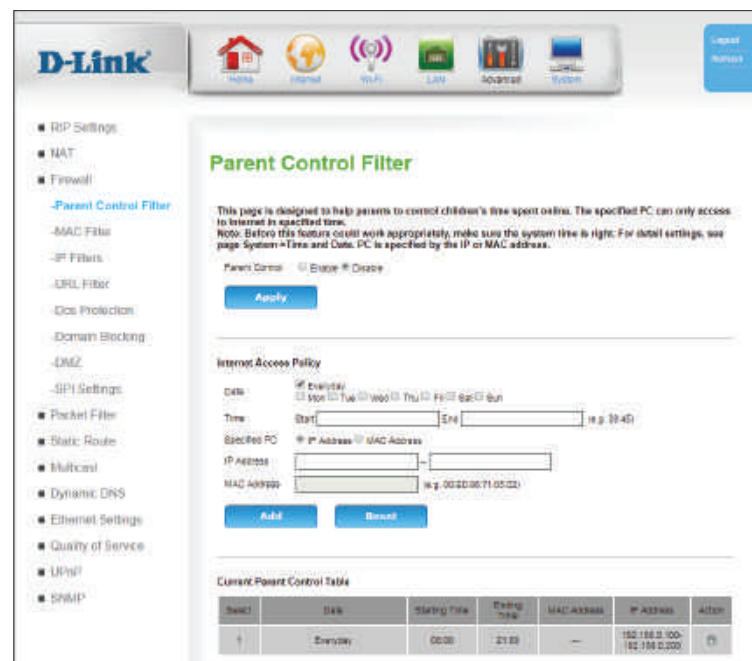 D-Link
Home Internet Wi-Fi LAN Advanced System
Logout
Refresh
RIP Settings
NAT
Firewall
-Parent Control Filter
-MAC Filter
-IP Filters
-URL Filter
-Dos Protection
-Domain Blocking
-DMZ
-SPI Settings
Packet Filter
Static Route
Multicast
Dynamic DNS
Ethernet Settings
Quality of Service
UPnP
SNMP
Parent Control Filter
This page is designed to help parents to control children's time spent online. The specified PC can only access
to Internet in specified time.
Note: Before this feature could work appropriately, make sure the system time is right; For detail settings, see
page System->Time and Date. PC is specified by the IP or MAC address.
Parent Control Enable Disable
Apply
Internet Access Policy
Date Everyday
Mon Tue Wed Thu Fri Sat Sun
Time Start End (e.g. 09:45)
Specified PC IP Address MAC Address
IP Address –
MAC Address (e.g. 00:E0:86:71:05:02)
Add Reset
Current Parent Control Table
Select Date Starting Time Ending Time MAC Address IP Address Action
1 Everyday 21:00 --- 192.168.0.100-192.168.0.200